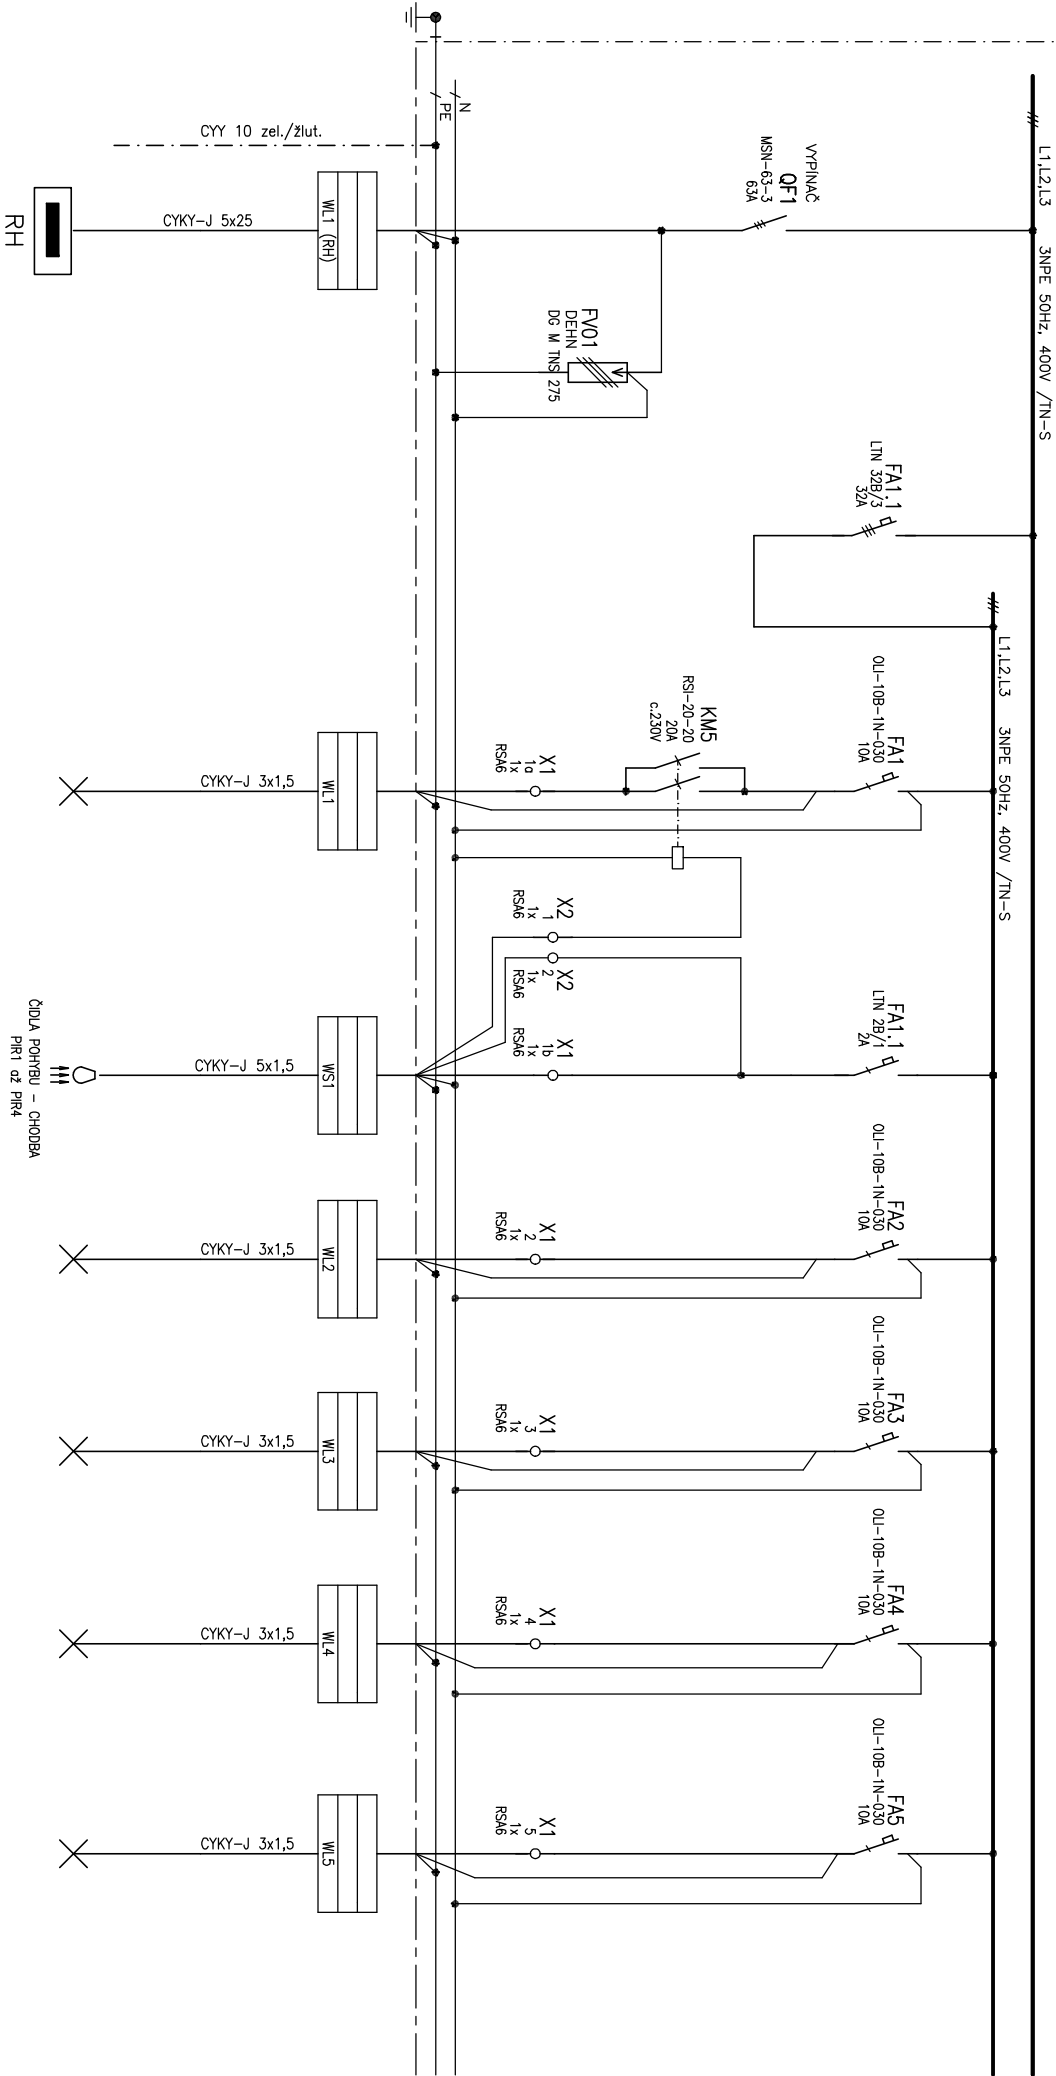 L1,L2,L3 3NPE 50Hz, 400V /TN-S
L1,L2,L3 3NPE 50Hz, 400V /TN-S
N
PE
CYY 10 zel./žlut.
VYPÍNAČ
QF1
MSN-63-3
63A
WL1 (RH)
CYKY-J 5x25
RH
FV01
DEHN
DG M TNS 275
FA1.1
LTN 32B/3
32A
FA1
OLI-10B-1N-030
10A
KM5
RSI-20-20
20A
c.230V
X1
1a
1x
RSA6
WL1
CYKY-J 3x1,5
X2
1
1x
RSA6
X2
2
1x
RSA6
FA1.1
LTN 2B/1
2A
X1
1b
1x
RSA6
WS1
CYKY-J 5x1,5
ČIDLA POHYBU - CHODBA
PIR1 až PIR4
FA2
OLI-10B-1N-030
10A
X1
2
1x
RSA6
WL2
CYKY-J 3x1,5
FA3
OLI-10B-1N-030
10A
X1
3
1x
RSA6
WL3
CYKY-J 3x1,5
FA4
OLI-10B-1N-030
10A
X1
4
1x
RSA6
WL4
CYKY-J 3x1,5
FA5
OLI-10B-1N-030
10A
X1
5
1x
RSA6
WL5
CYKY-J 3x1,5